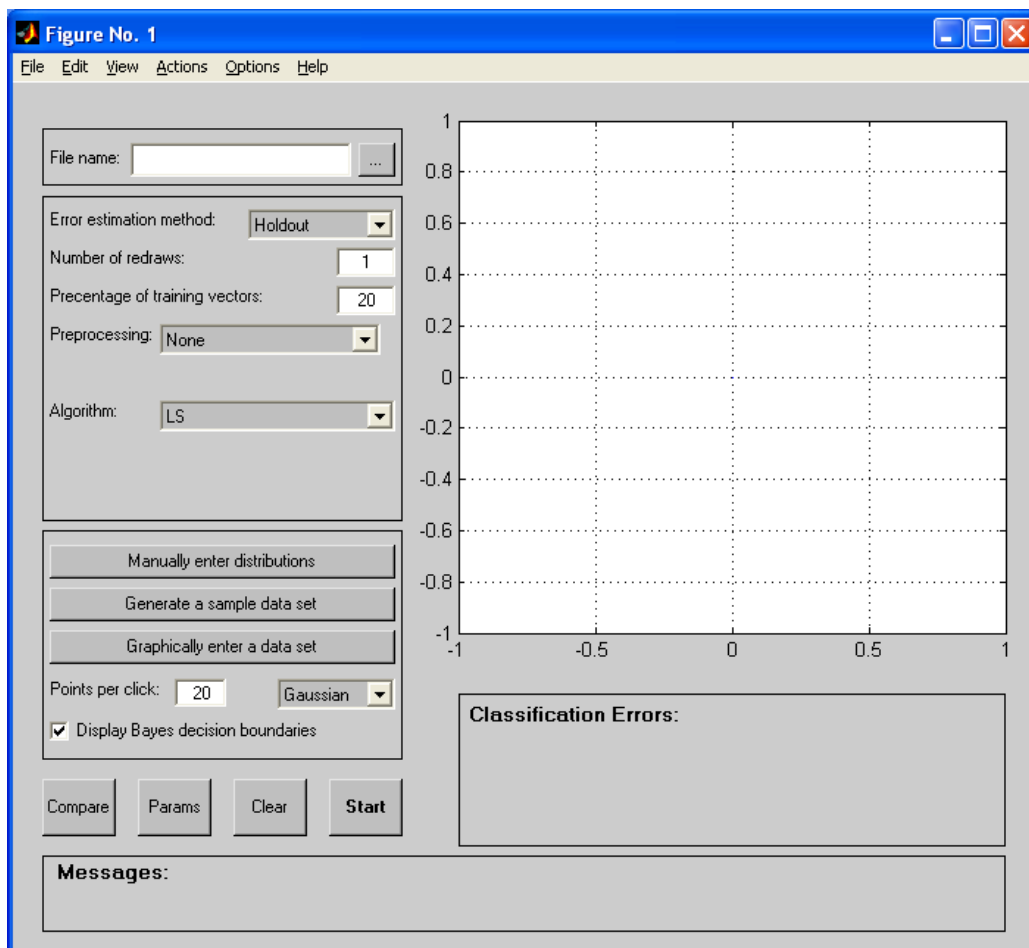 Figure No. 1
File Edit View Actions Options Help
File name: ...
Error estimation method: Holdout
Number of redraws: 1
Precentage of training vectors: 20
Preprocessing: None
Algorithm: LS
Manually enter distributions
Generate a sample data set
Graphically enter a data set
Points per click: 20 Gaussian
Display Bayes decision boundaries
Compare Params Clear Start
1
0.8
0.6
0.4
0.2
0
-0.2
-0.4
-0.6
-0.8
-1
-1 -0.5 0 0.5 1
Classification Errors:
Messages: